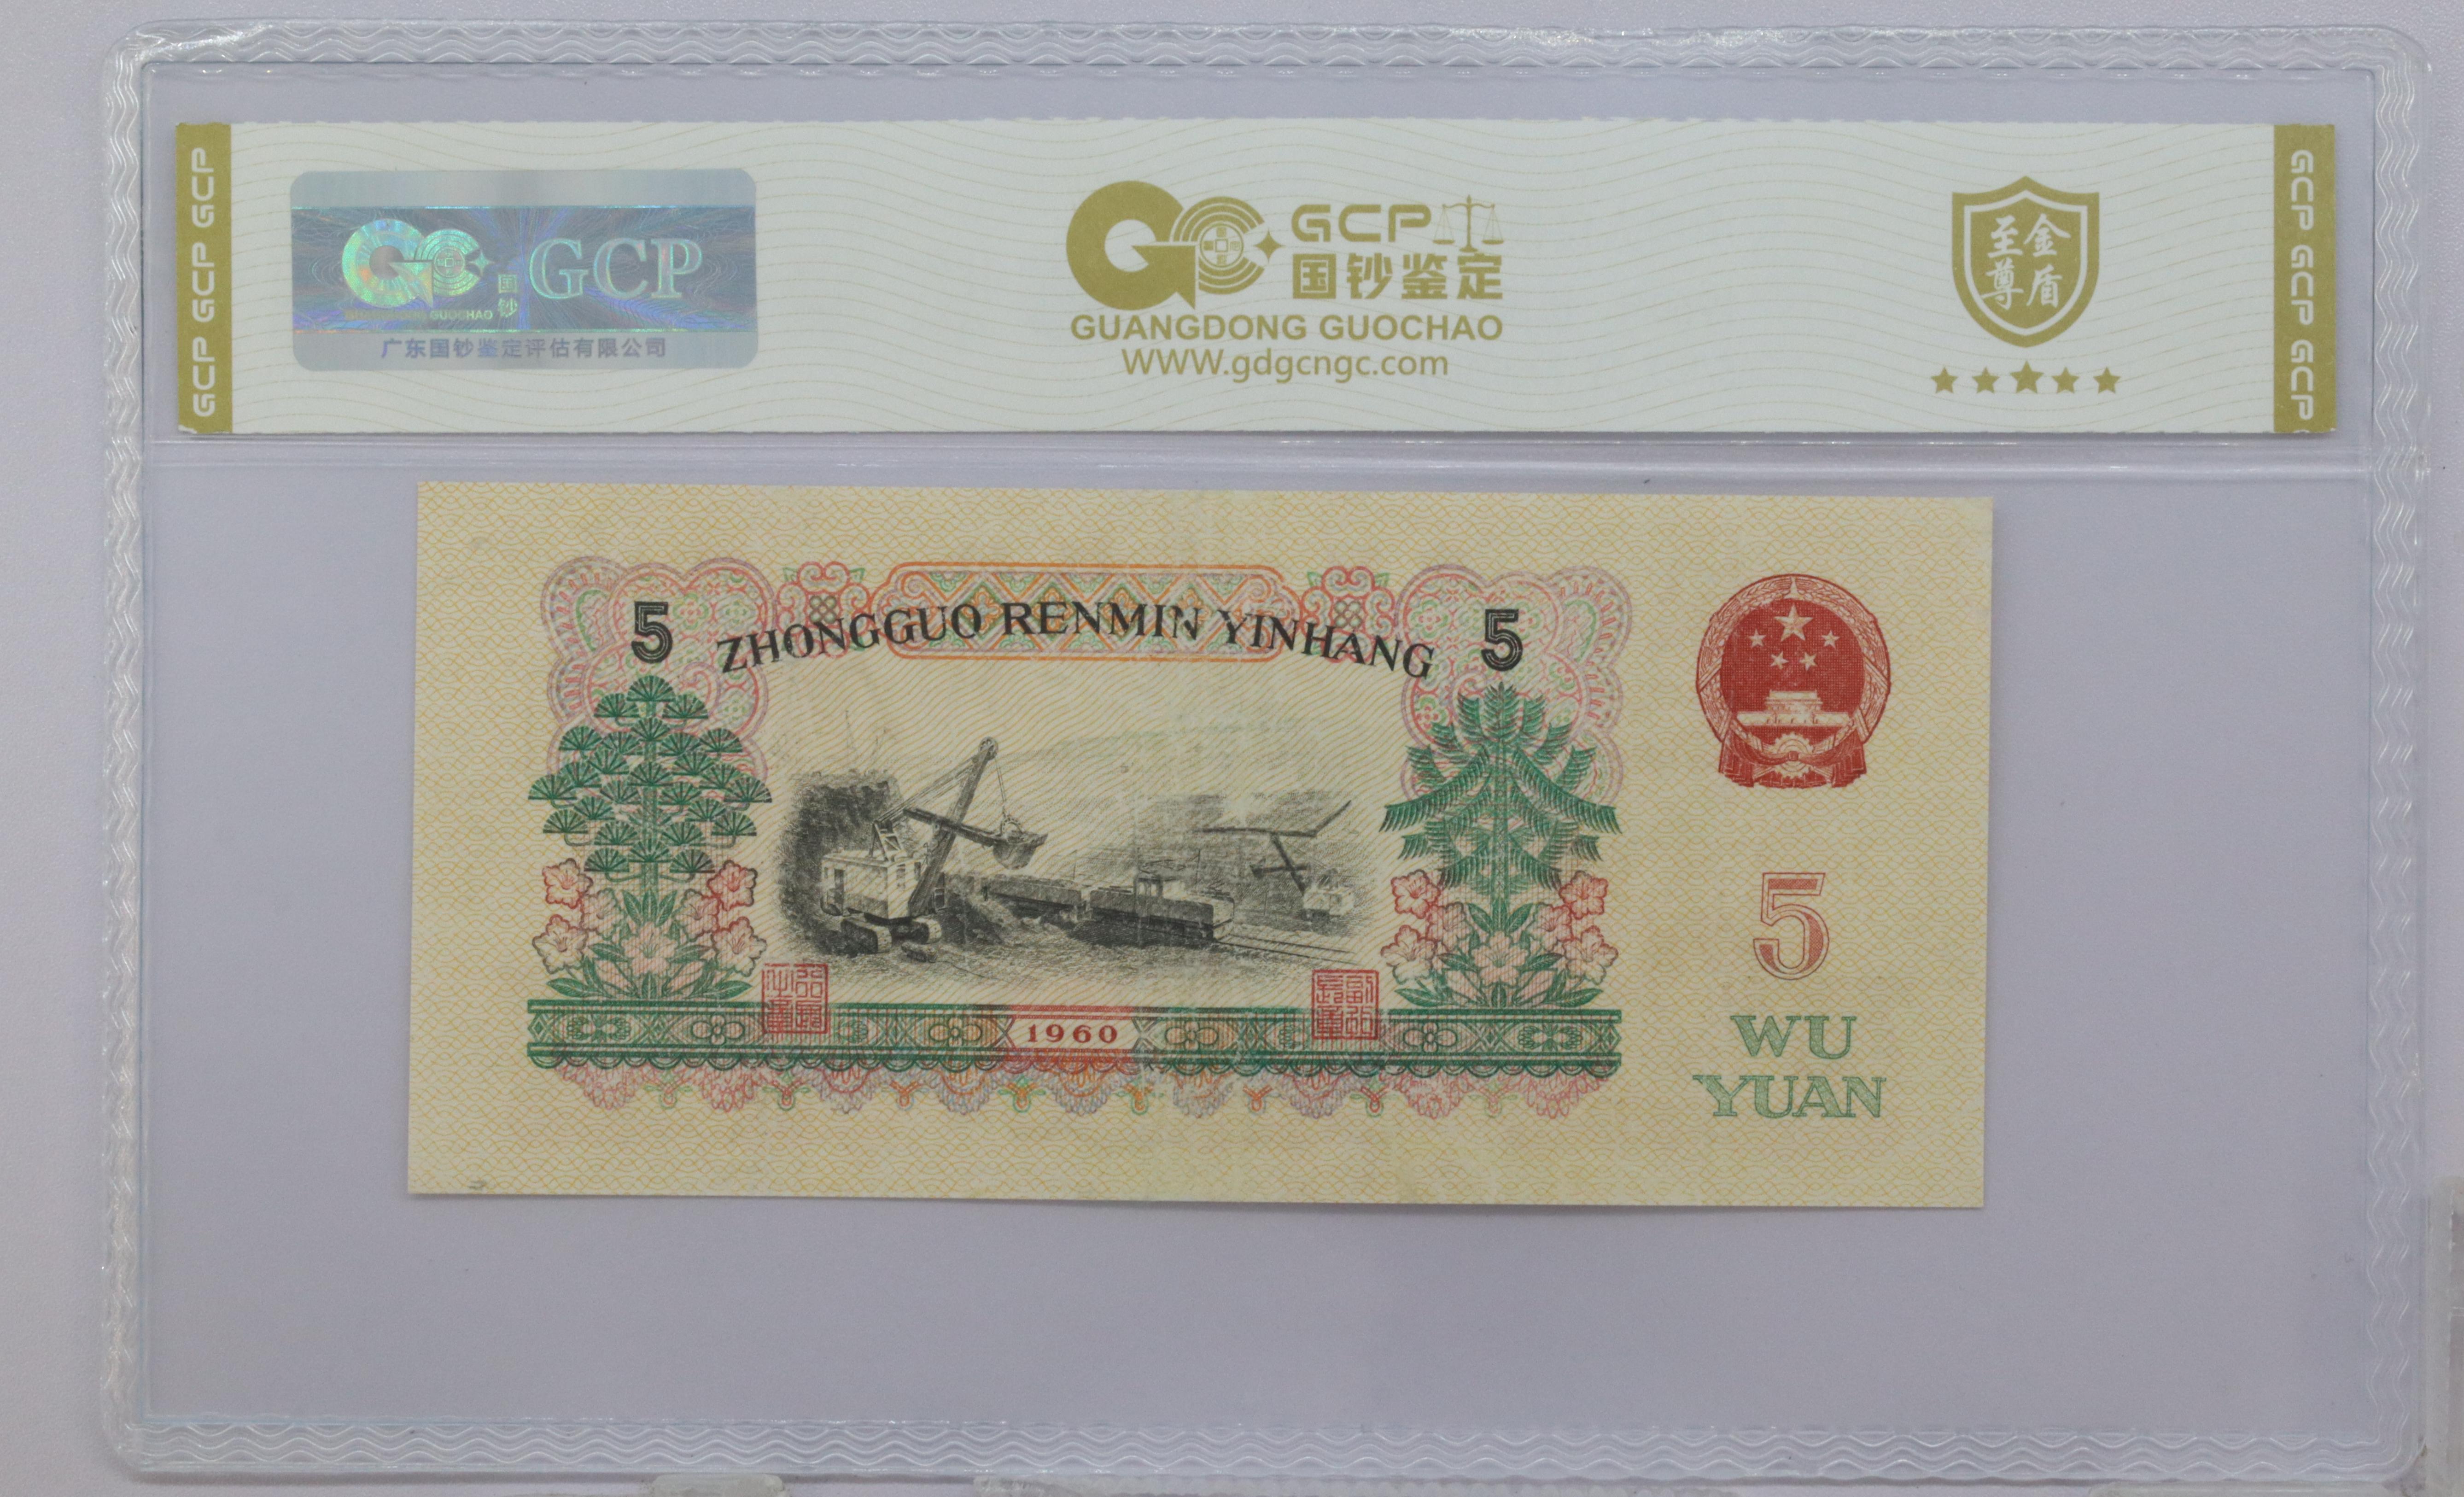 GCP GCP GCP
GCP
国钞
GUANGDONG GUOCHAO
广东国钞鉴定评估有限公司
GCP
国钞鉴定
GUANGDONG GUOCHAO
WWW.gdgcngc.com
至尊
金盾
GCP GCP GCP
5
ZHONGGUO RENMIN YINHANG
5
1960
5
WU
YUAN